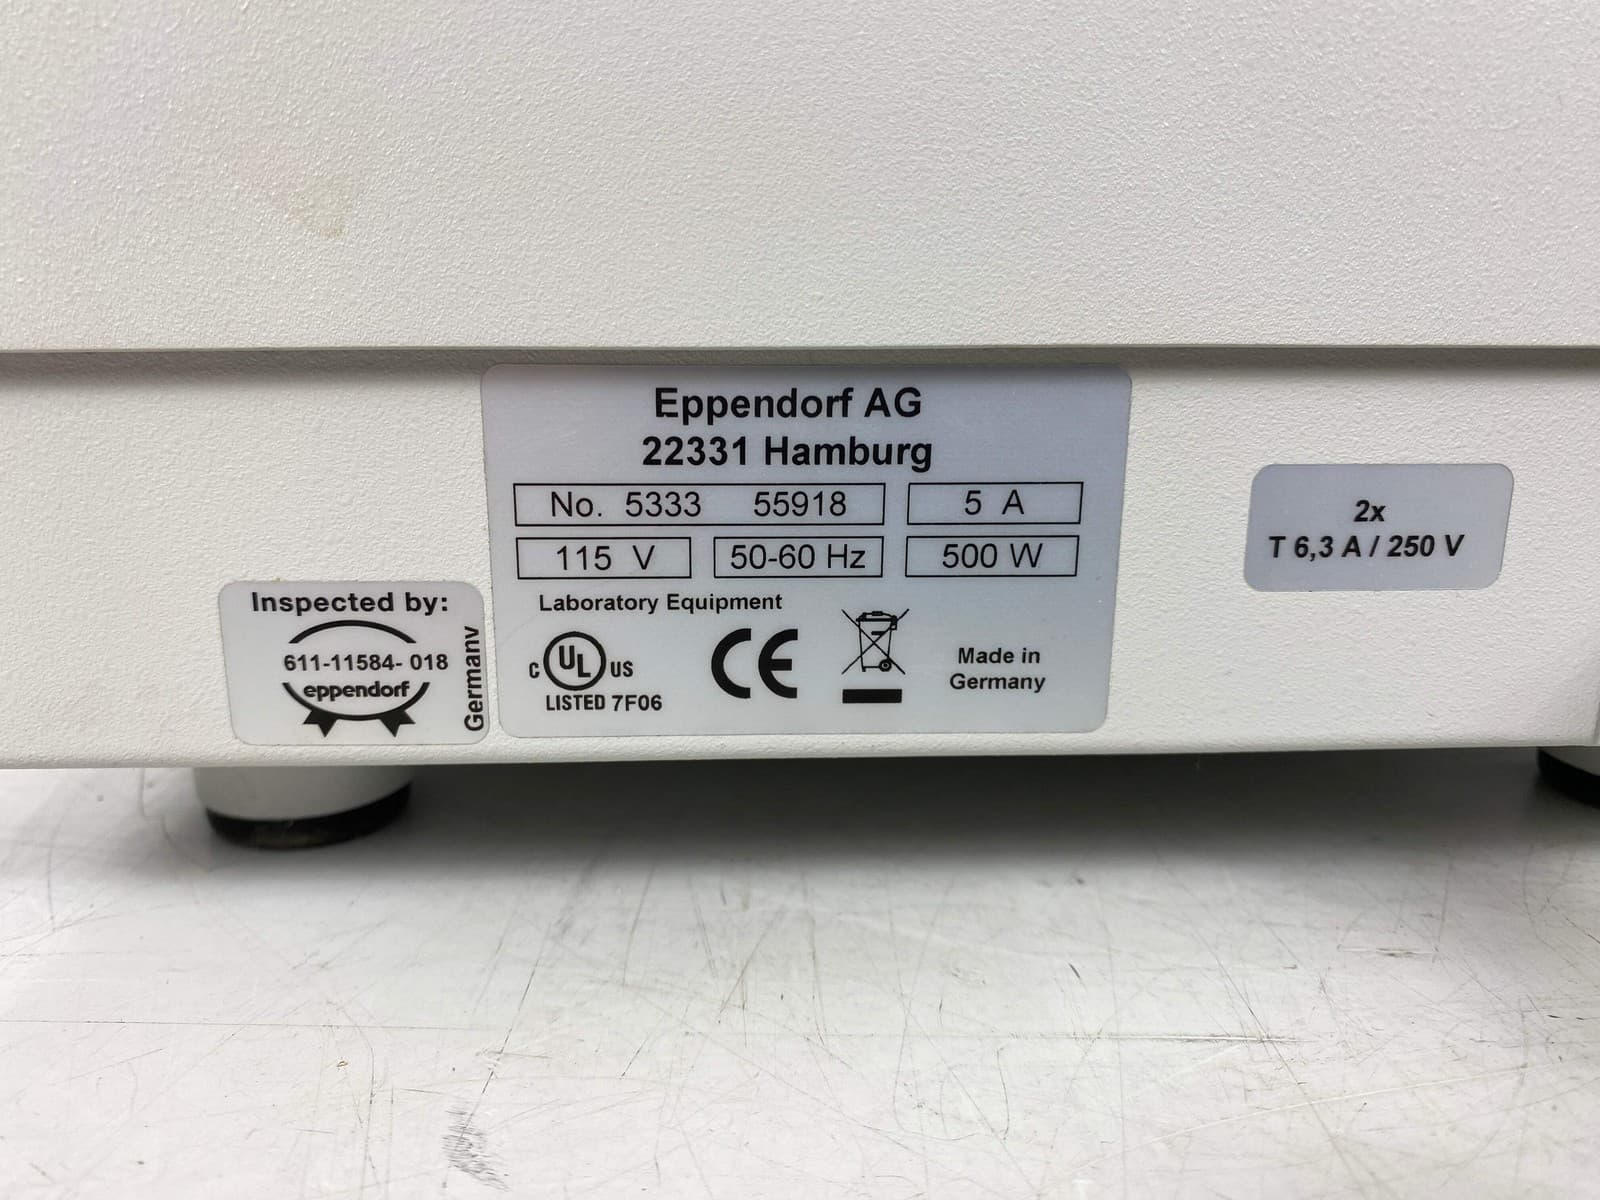 Eppendorf AG
22331 Hamburg
No. 5333 55918 5 A
115 V 50-60 Hz 500 W
Laboratory Equipment
C UL US
LISTED 7F06
CE
Made in
Germany
Inspected by:
611-11584- 018
eppendorf
Germany
2x
T 6,3 A / 250 V